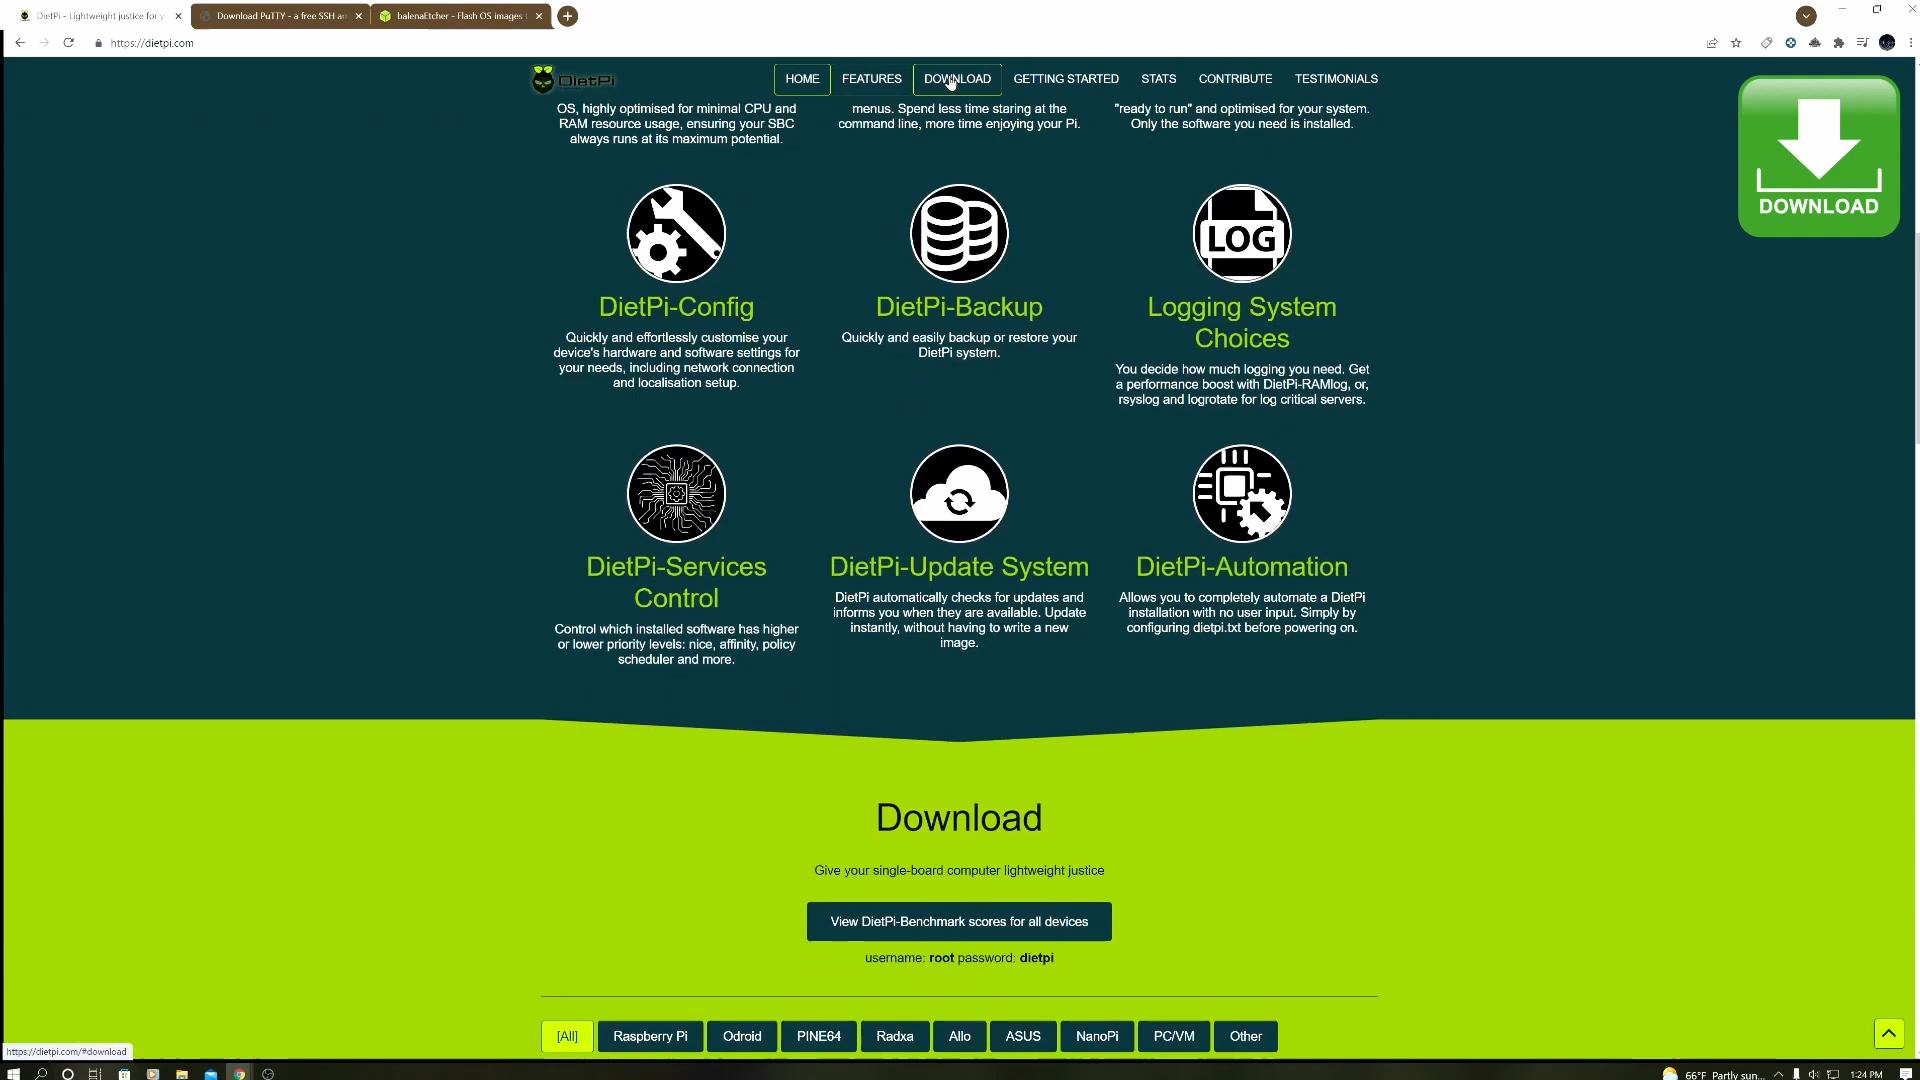 DietPi - Lightweight justice for y
Download PuTTY - a free SSH an
balenaEtcher - Flash OS images t
https://dietpi.com
DietPi
HOME
FEATURES
DOWNLOAD
GETTING STARTED
STATS
CONTRIBUTE
TESTIMONIALS
DOWNLOAD
OS, highly optimised for minimal CPU and
RAM resource usage, ensuring your SBC
always runs at its maximum potential.
menus. Spend less time staring at the
command line, more time enjoying your Pi.
"ready to run" and optimised for your system.
Only the software you need is installed.
DietPi-Config
Quickly and effortlessly customise your
device's hardware and software settings for
your needs, including network connection
and localisation setup.
DietPi-Backup
Quickly and easily backup or restore your
DietPi system.
LOG
Logging System
Choices
You decide how much logging you need. Get
a performance boost with DietPi-RAMlog, or,
rsyslog and logrotate for log critical servers.
DietPi-Services
Control
Control which installed software has higher
or lower priority levels: nice, affinity, policy
scheduler and more.
DietPi-Update System
DietPi automatically checks for updates and
informs you when they are available. Update
instantly, without having to write a new
image.
DietPi-Automation
Allows you to completely automate a DietPi
installation with no user input. Simply by
configuring dietpi.txt before powering on.
Download
Give your single-board computer lightweight justice
View DietPi-Benchmark scores for all devices
username: root password: dietpi
[All]
Raspberry Pi
Odroid
PINE64
Radxa
Allo
ASUS
NanoPi
PC/VM
Other
https://dietpi.com/#download
66°F Partly sun...
1:24 PM